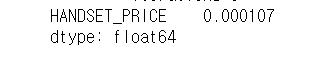 HANDSET_PRICE    0.000107
dtype: float64